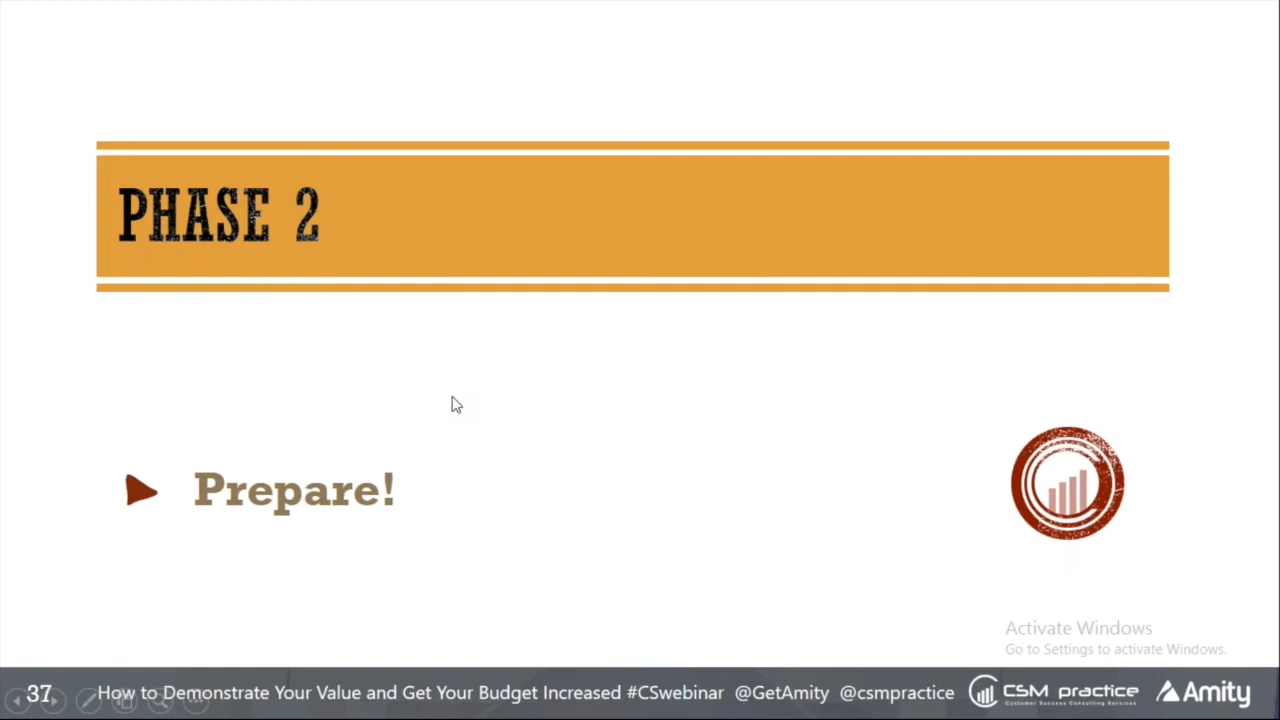 PHASE 2
Prepare!
Activate Windows
Go to Settings to activate Windows.
37 How to Demonstrate Your Value and Get Your Budget Increased #CSwebinar @GetAmity @csmpractice CSM practice Amity
Customer Success Consulting Services